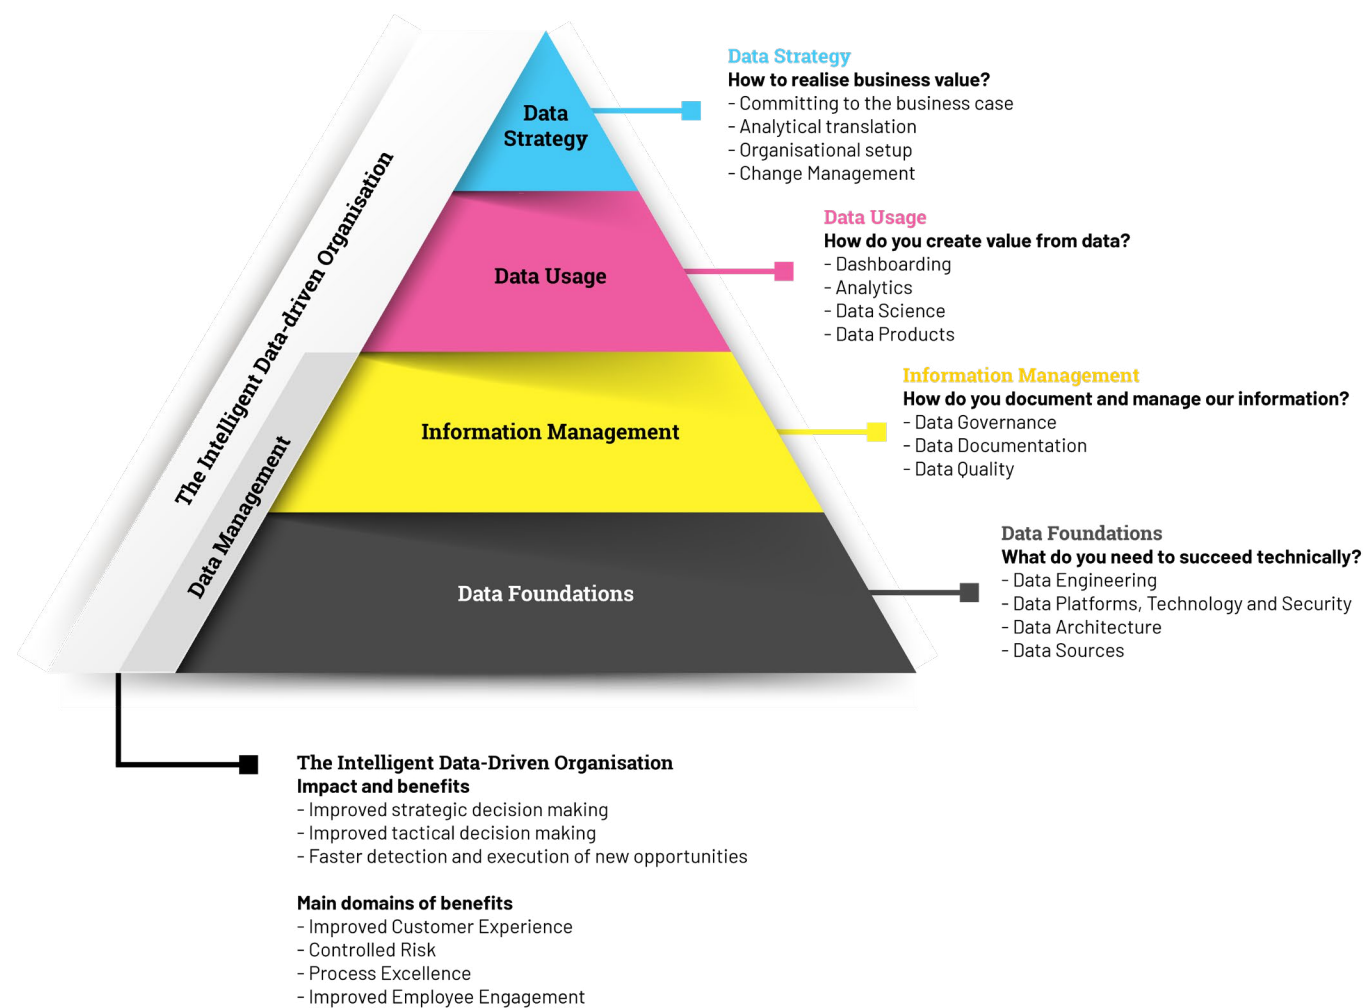 Data
Strategy
Data Usage
Information Management
Data Foundations
The Intelligent Data-driven Organisation
Data Management
Data Strategy
How to realise business value?
- Committing to the business case
- Analytical translation
- Organisational setup
- Change Management
Data Usage
How do you create value from data?
- Dashboarding
- Analytics
- Data Science
- Data Products
Information Management
How do you document and manage our information?
- Data Governance
- Data Documentation
- Data Quality
Data Foundations
What do you need to succeed technically?
- Data Engineering
- Data Platforms, Technology and Security
- Data Architecture
- Data Sources
The Intelligent Data-Driven Organisation
Impact and benefits
- Improved strategic decision making
- Improved tactical decision making
- Faster detection and execution of new opportunities
Main domains of benefits
- Improved Customer Experience
- Controlled Risk
- Process Excellence
- Improved Employee Engagement